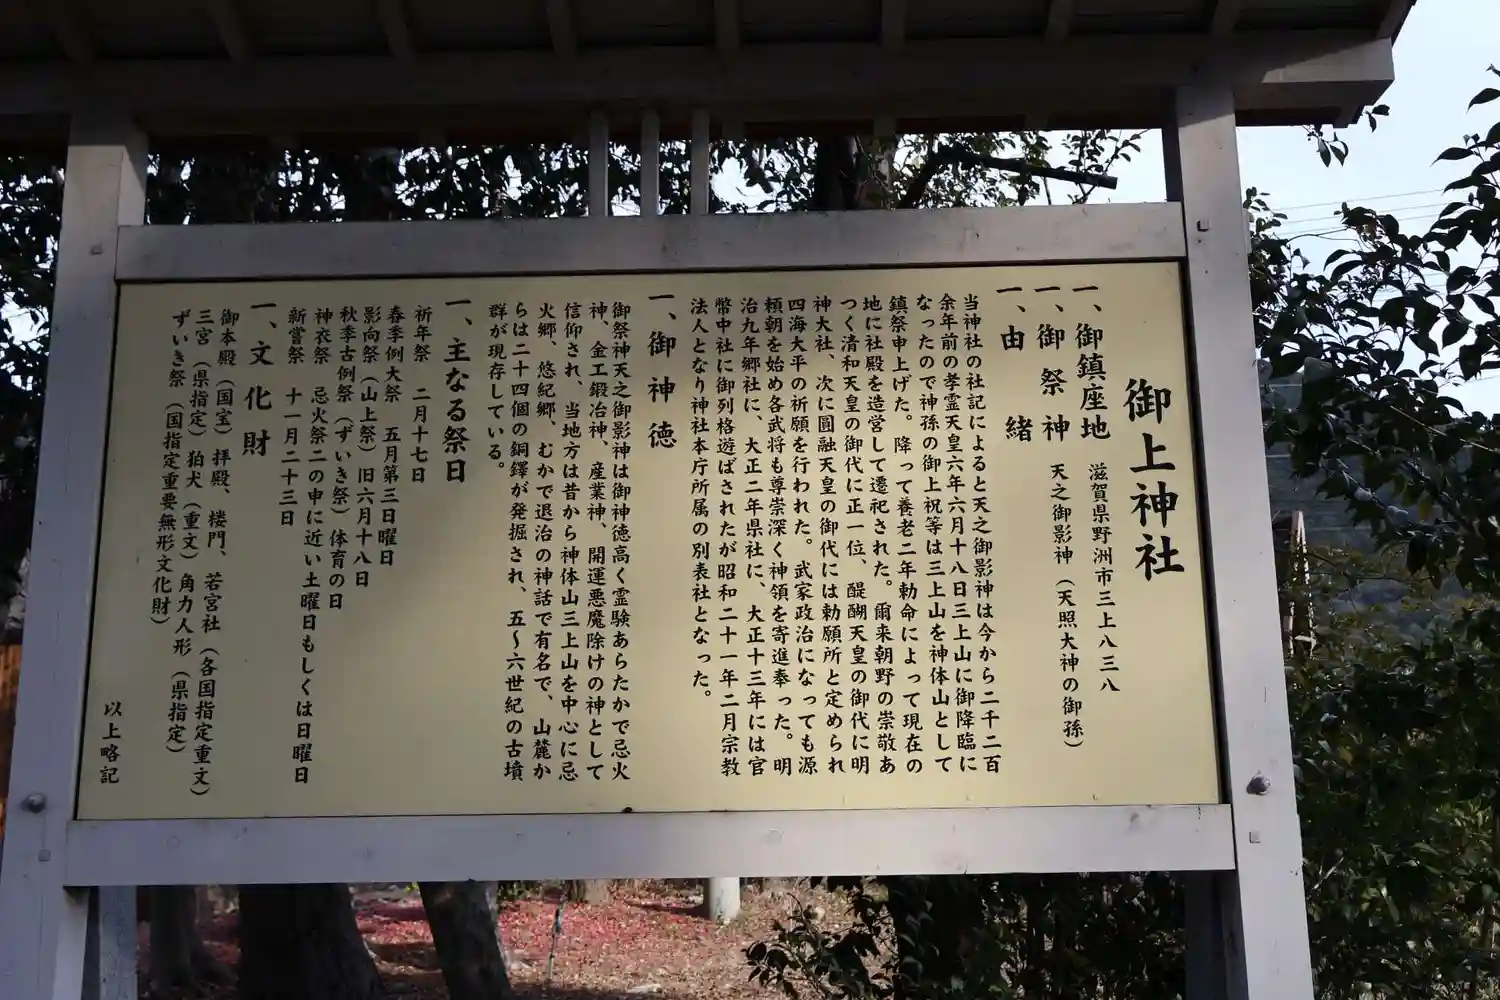 御上神社
一、御鎮座地　滋賀県野洲市三上八三八
一、御祭神　天之御影神（天照大神の御孫）
一、由緒
当神社の社記によると天之御影神は今から二千二百
余年前の孝霊天皇六年六月十八日三上山に御降臨に
なったので神孫の御上祝等は三上山を神体山として
鎮祭申上げた。降って養老二年勅命によって現在の
地に社殿を造営して遷祀された。爾来朝野の崇敬あ
つく清和天皇の御代に正一位、醍醐天皇の御代に明
神大社、次に圓融天皇の御代には勅願所と定められ
四海大平の祈願を行われた。武家政治になっても源
頼朝を始め各武将も尊崇深く神領を寄進奉った。明
治九年郷社に、大正二年県社に、大正十三年には官
幣中社に御列格遊ばされたが昭和二十一年二月宗教
法人となり神社本庁所属の別表社となった。
一、御神徳
御祭神天之御影神は御神徳高く霊験あらたかで忌火
神、金工鍛冶神、産業神、開運悪魔除けの神として
信仰され、当地方は昔から神体山三上山を中心に忌
火郷、悠紀郷、むかで退治の神話で有名で、山麓か
らは二十四個の銅鐸が発掘され、五〜六世紀の古墳
群が現存している。
一、主なる祭日
祈年祭　二月十七日
春季例大祭　五月第三日曜日
影向祭（山上祭）旧六月十八日
秋季古例祭（ずいき祭）体育の日
神衣祭　忌火祭二の申に近い土曜日もしくは日曜日
新嘗祭　十一月二十三日
一、文化財
御本殿（国宝）拝殿、楼門、若宮社（各国指定重文）
三宮（県指定）狛犬（重文）角力人形（県指定）
ずいき祭（国指定重要無形文化財）
以上略記